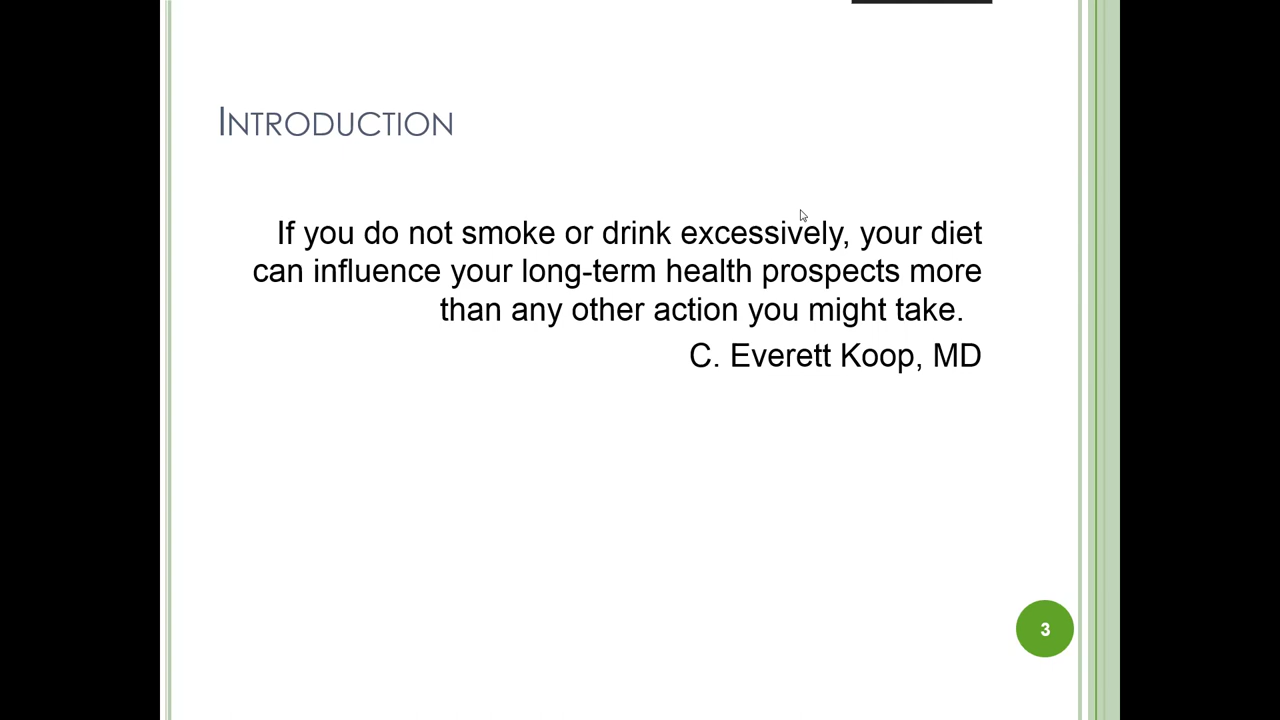 INTRODUCTION
If you do not smoke or drink excessively, your diet
can influence your long-term health prospects more
than any other action you might take.
C. Everett Koop, MD
3